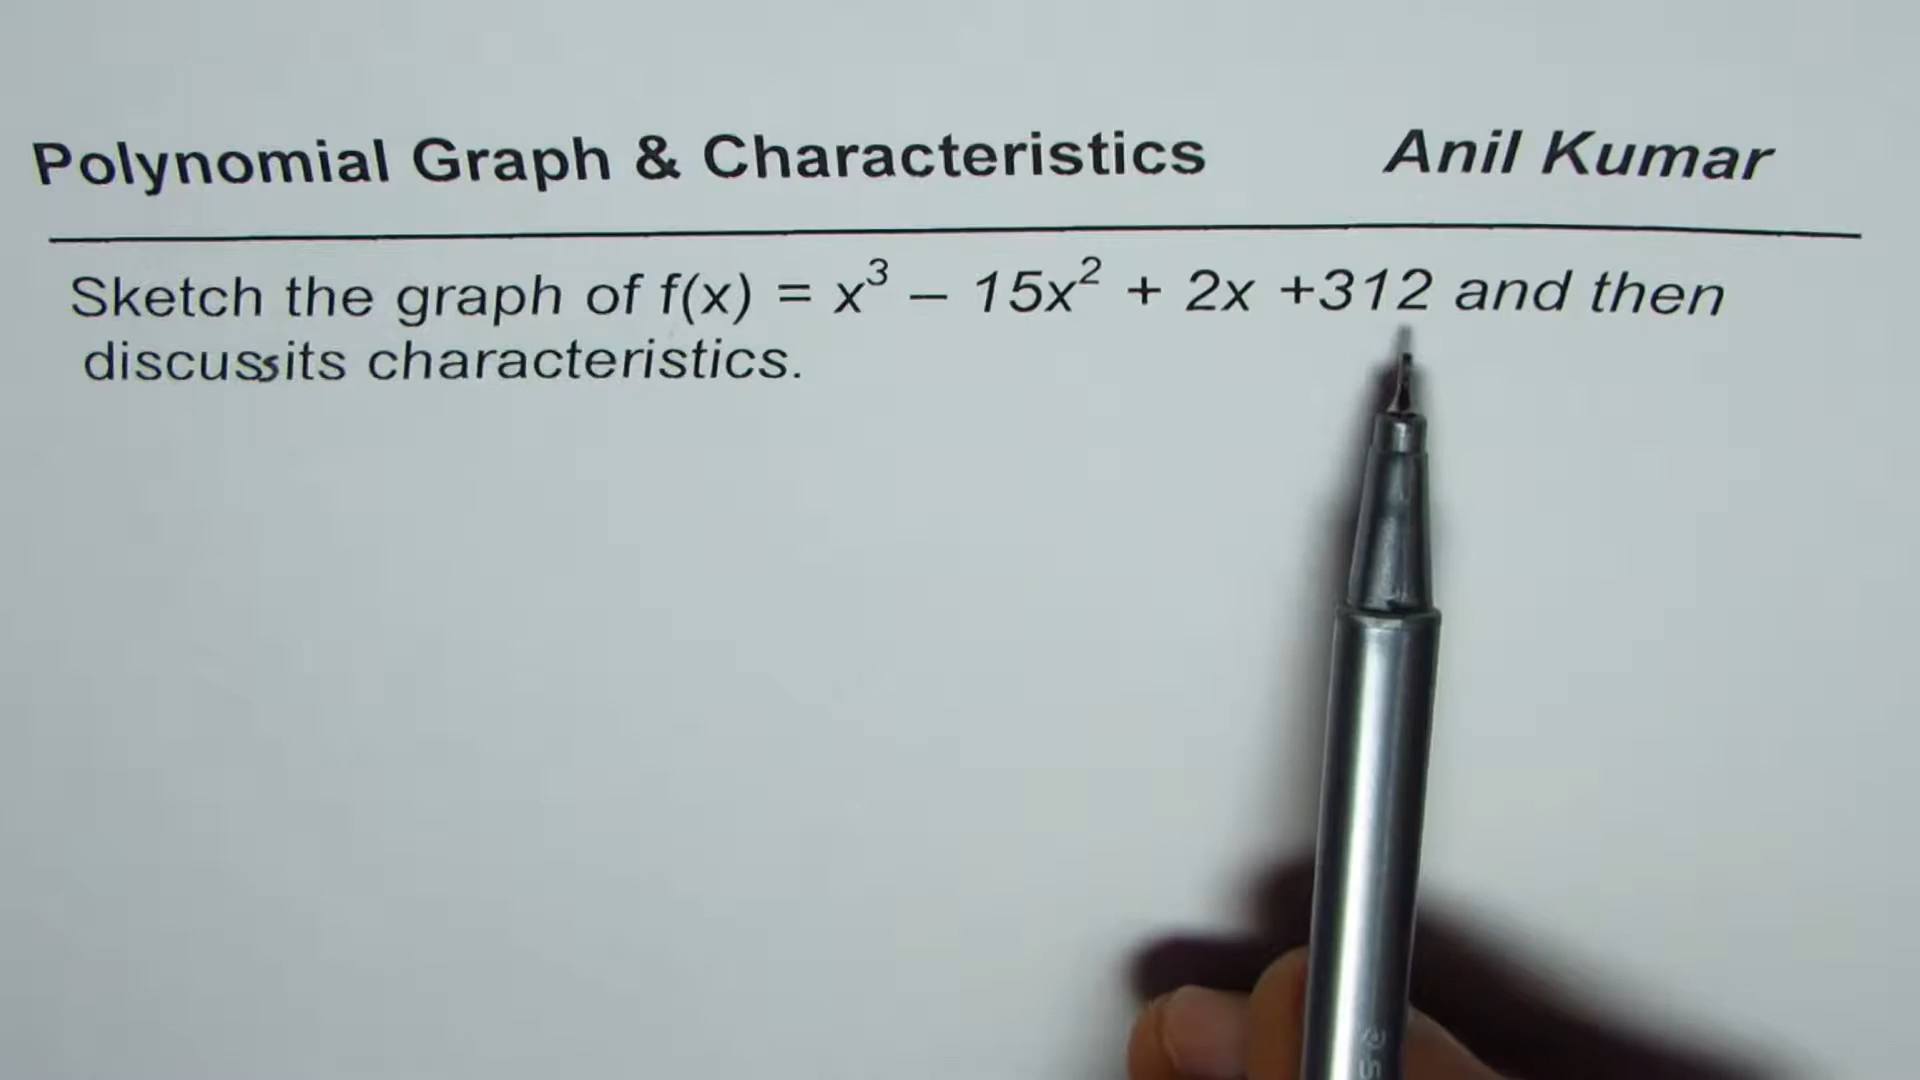 Polynomial Graph & Characteristics Anil Kumar
Sketch the graph of f(x) = x³ – 15x² + 2x +312 and then
discussits characteristics.